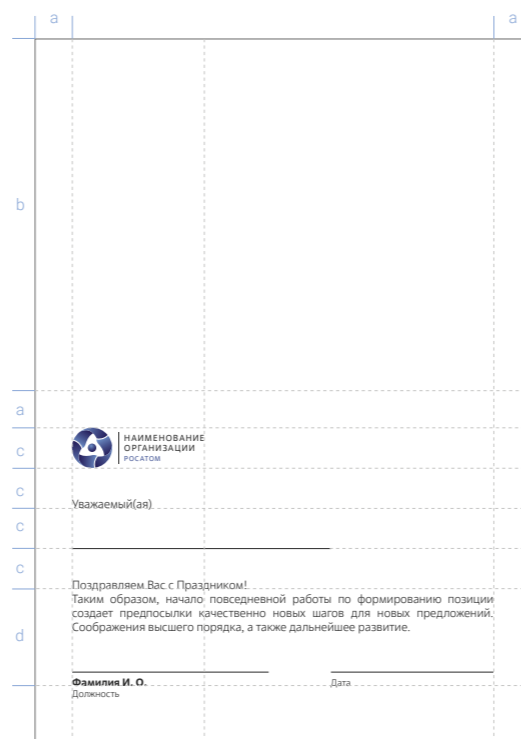 a a
b
a
c
НАИМЕНОВАНИЕ
ОРГАНИЗАЦИИ
РОСАТОМ
c
Уважаемый(ая)
c
c
Поздравляем Вас с Праздником!
Таким образом, начало повседневной работы по формированию позиции
создает предпосылки качественно новых шагов для новых предложений.
Соображения высшего порядка, а также дальнейшее развитие.
d
Фамилия И. О. Дата
Должность